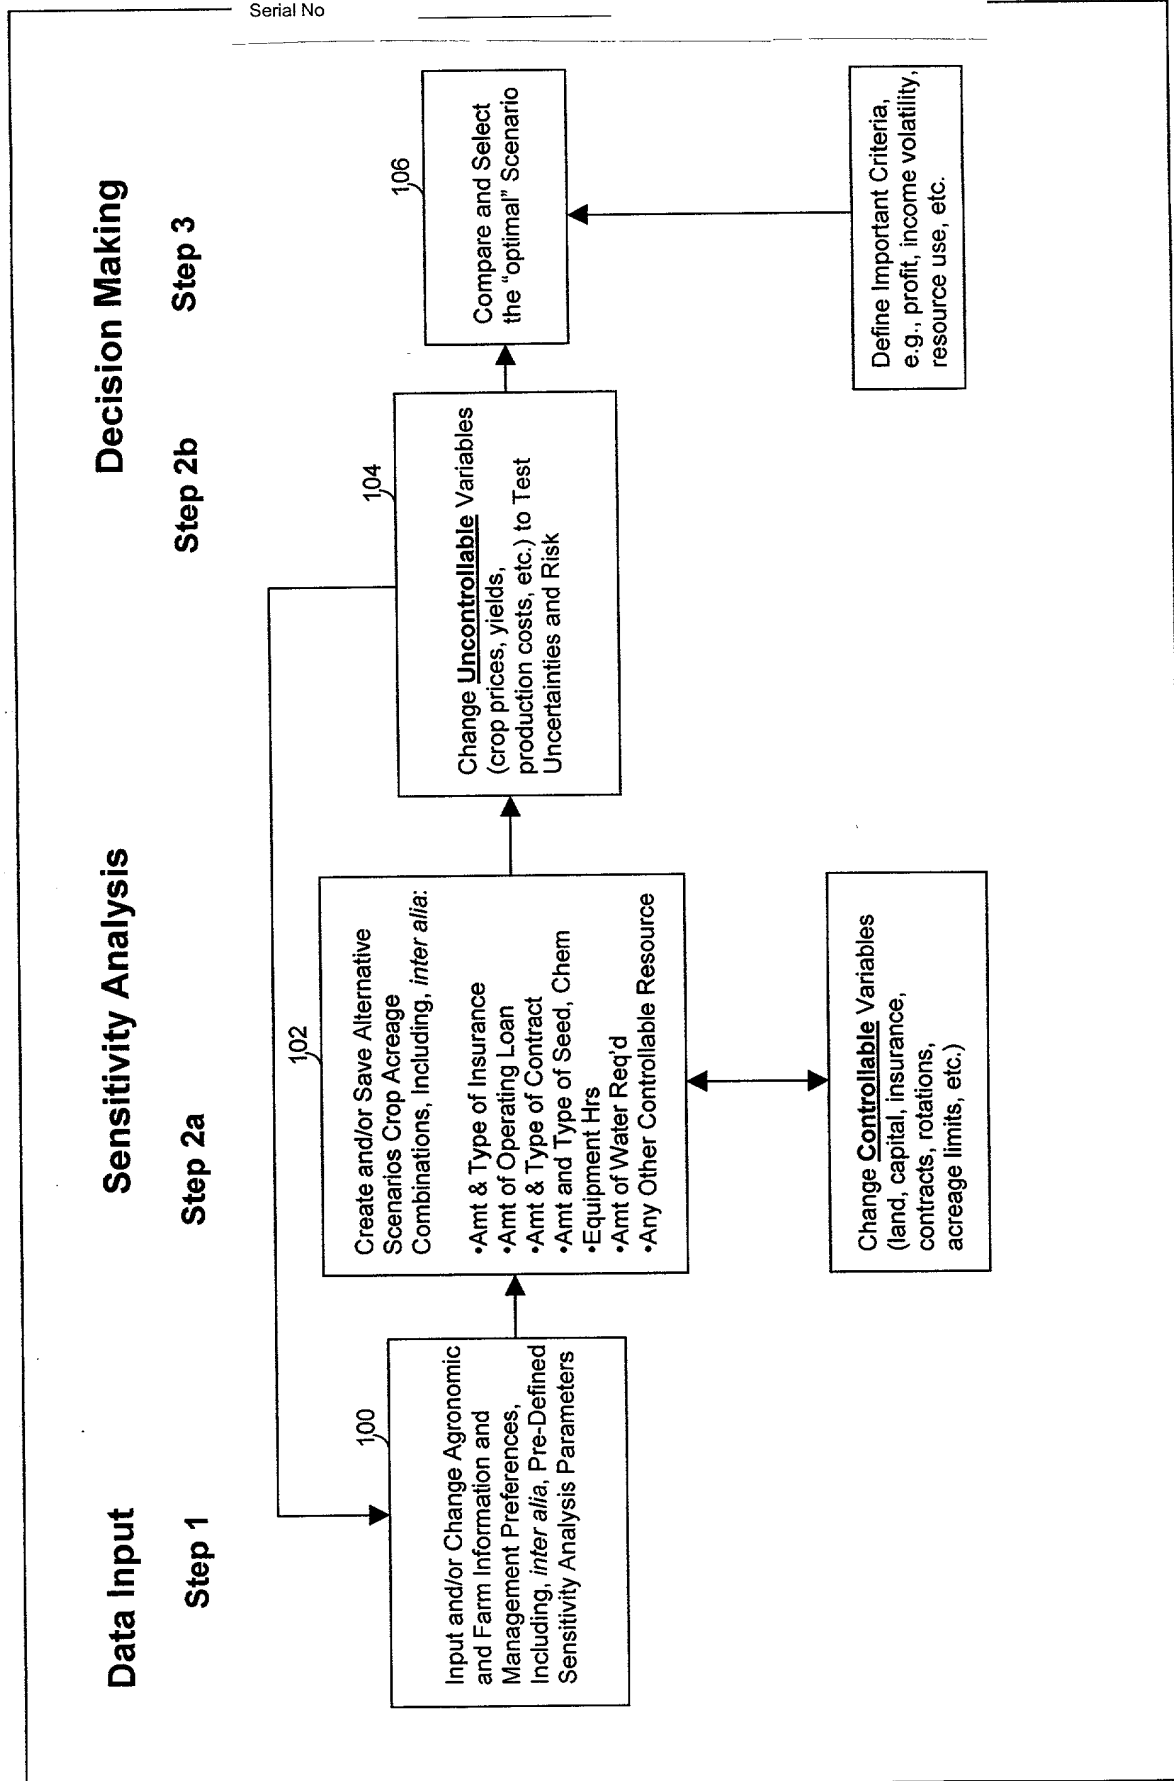 Serial No
Data Input
Sensitivity Analysis
Decision Making
Step 1
Step 2a
Step 2b
Step 3
100
Input and/or Change Agronomic
and Farm Information and
Management Preferences,
Including, inter alia, Pre-Defined
Sensitivity Analysis Parameters
102
Create and/or Save Alternative
Scenarios Crop Acreage
Combinations, Including, inter alia:
•Amt & Type of Insurance
•Amt of Operating Loan
•Amt & Type of Contract
•Amt and Type of Seed, Chem
•Equipment Hrs
•Amt of Water Req'd
•Any Other Controllable Resource
Change Controllable Variables
(land, capital, insurance,
contracts, rotations,
acreage limits, etc.)
104
Change Uncontrollable Variables
(crop prices, yields,
production costs, etc.) to Test
Uncertainties and Risk
106
Compare and Select
the “optimal” Scenario
Define Important Criteria,
e.g., profit, income volatility,
resource use, etc.